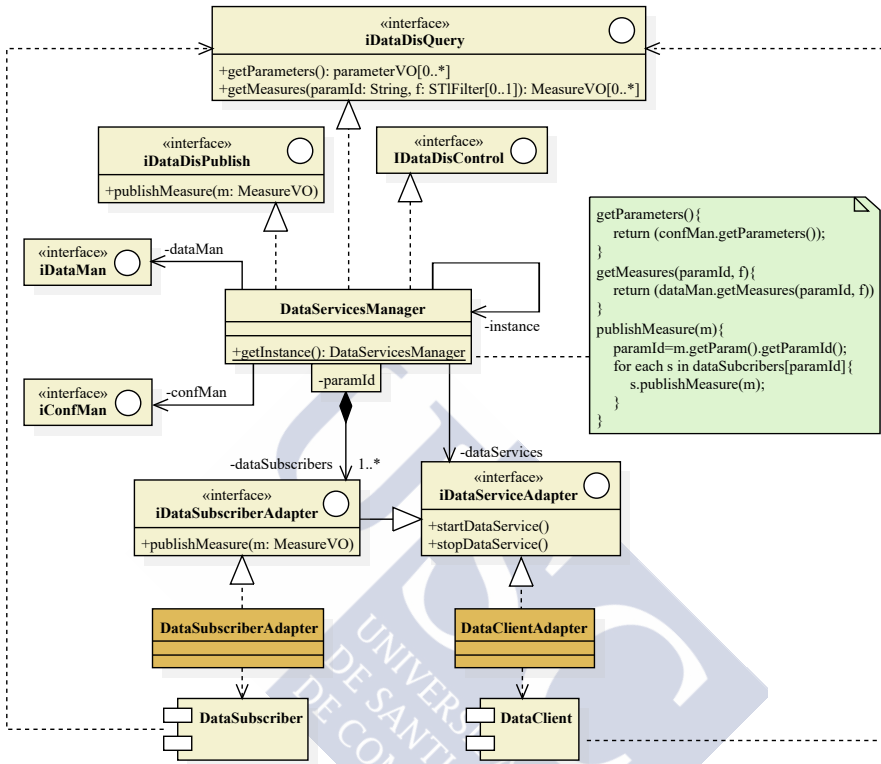 «interface»
iDataDisQuery
+getParameters(): parameterVO[0..*]
+getMeasures(paramId: String, f: STlFilter[0..1]): MeasureVO[0..*]
«interface»
iDataDisPublish
+publishMeasure(m: MeasureVO)
«interface»
IDataDisControl
getParameters(){
return (confMan.getParameters());
}
getMeasures(paramId, f){
return (dataMan.getMeasures(paramId, f))
}
publishMeasure(m){
paramId=m.getParam().getParamId();
for each s in dataSubcribers[paramId]{
s.publishMeasure(m);
}
}
«interface»
iDataMan
-dataMan
DataServicesManager
+getInstance(): DataServicesManager
-instance
-paramId
«interface»
iConfMan
-confMan
-dataSubscribers
1..*
-dataServices
«interface»
iDataSubscriberAdapter
+publishMeasure(m: MeasureVO)
«interface»
iDataServiceAdapter
+startDataService()
+stopDataService()
DataSubscriberAdapter
DataClientAdapter
DataSubscriber
DataClient
USC